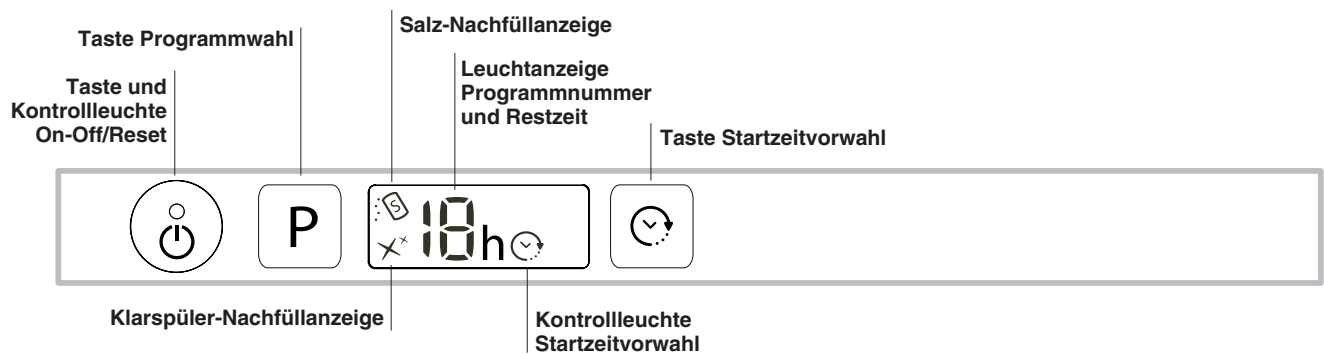 Salz-Nachfüllanzeige
Taste Programmwahl
Leuchtanzeige
Programmnummer
und Restzeit
Taste und
Kontrollleuchte
On-Off/Reset
Taste Startzeitvorwahl
P
S
18h
Klarspüler-Nachfüllanzeige
Kontrollleuchte
Startzeitvorwahl